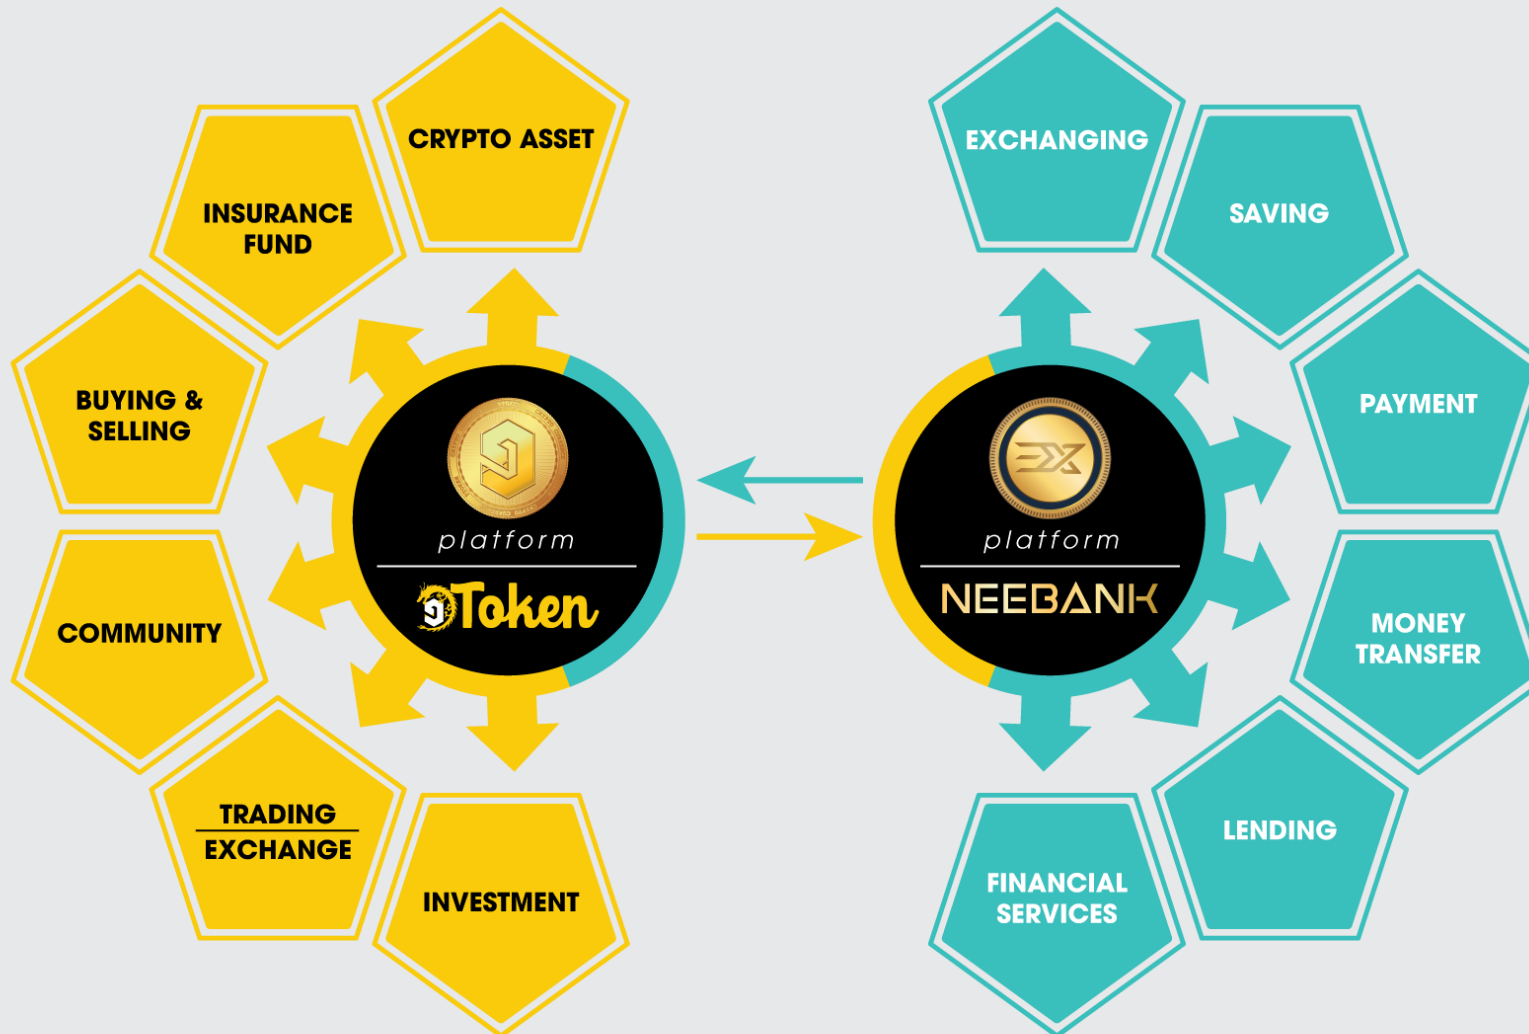 CRYPTO ASSET
INSURANCE
FUND
BUYING &
SELLING
COMMUNITY
TRADING
EXCHANGE
INVESTMENT
platform
9Token
EXCHANGING
SAVING
PAYMENT
MONEY
TRANSFER
LENDING
FINANCIAL
SERVICES
platform
NEEBANK